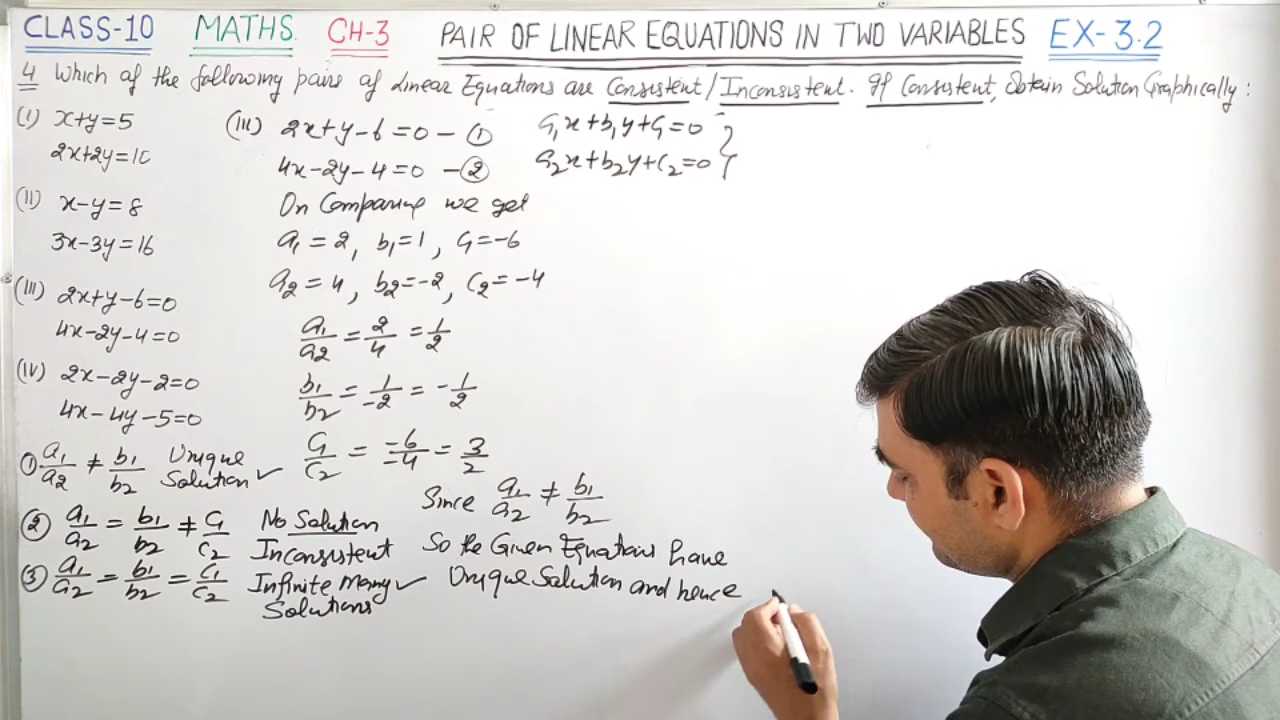 CLASS-10 MATHS. CH-3 PAIR OF LINEAR EQUATIONS IN TWO VARIABLES EX-3.2
4 Which of the following pairs of Linear Equations are Consistent/Inconsistent. If Consistent, Obtain Solution Graphically:
(I) x+y=5
2x+2y=10
(II) x-y=8
3x-3y=16
(III) 2x+y-6=0
4x-2y-4=0
(IV) 2x-2y-2=0
4x-4y-5=0
① a₁/a₂ ≠ b₁/b₂ Unique Solution ✓
② a₁/a₂ = b₁/b₂ ≠ c₁/c₂ No Solution Inconsistent
③ a₁/a₂ = b₁/b₂ = c₁/c₂ Infinite Many Solutions ✓
(III) 2x+y-6=0 - ①
4x-2y-4=0 - ②
On Comparing we get
a₁=2, b₁=1, c₁=-6
a₂=4, b₂=-2, c₂=-4
a₁/a₂ = 2/4 = 1/2
b₁/b₂ = 1/-2 = -1/2
c₁/c₂ = -6/-4 = 3/2
Since a₁/a₂ ≠ b₁/b₂
So the Given Equations have
Unique Solution and hence
a₁x+b₁y+c₁=0 }
a₂x+b₂y+c₂=0